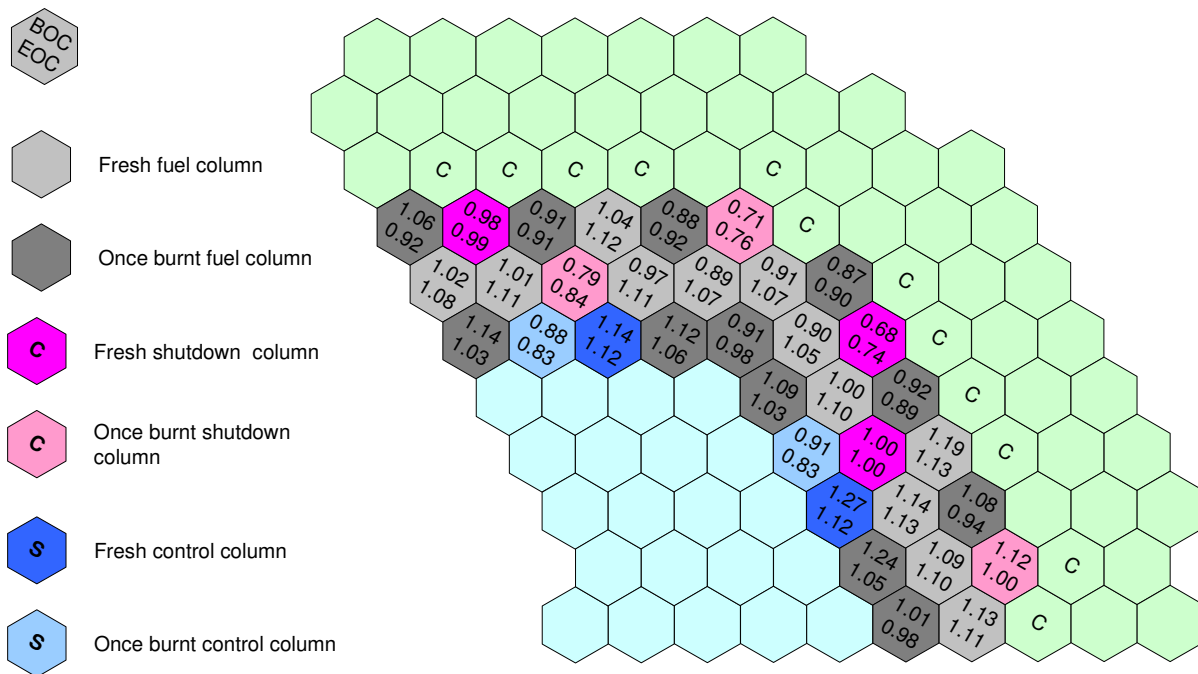 BOC
EOC
Fresh fuel column
Once burnt fuel column
C
Fresh shutdown column
C
Once burnt shutdown
column
S
Fresh control column
S
Once burnt control column
C
C
C
C
C
1.06
0.92
0.98
0.99
0.91
0.91
1.04
1.12
0.88
0.92
0.71
0.76
C
1.02
1.08
1.01
1.11
0.79
0.84
0.97
1.11
0.89
1.07
0.91
1.07
0.87
0.90
C
1.14
1.03
0.88
0.83
1.14
1.12
1.12
1.06
0.91
0.98
0.90
1.05
0.68
0.74
C
1.09
1.03
1.00
1.10
0.92
0.89
C
0.91
0.83
1.00
1.00
1.19
1.13
C
1.27
1.12
1.14
1.13
1.08
0.94
1.24
1.05
1.09
1.10
1.12
1.00
C
1.01
0.98
1.13
1.11
C